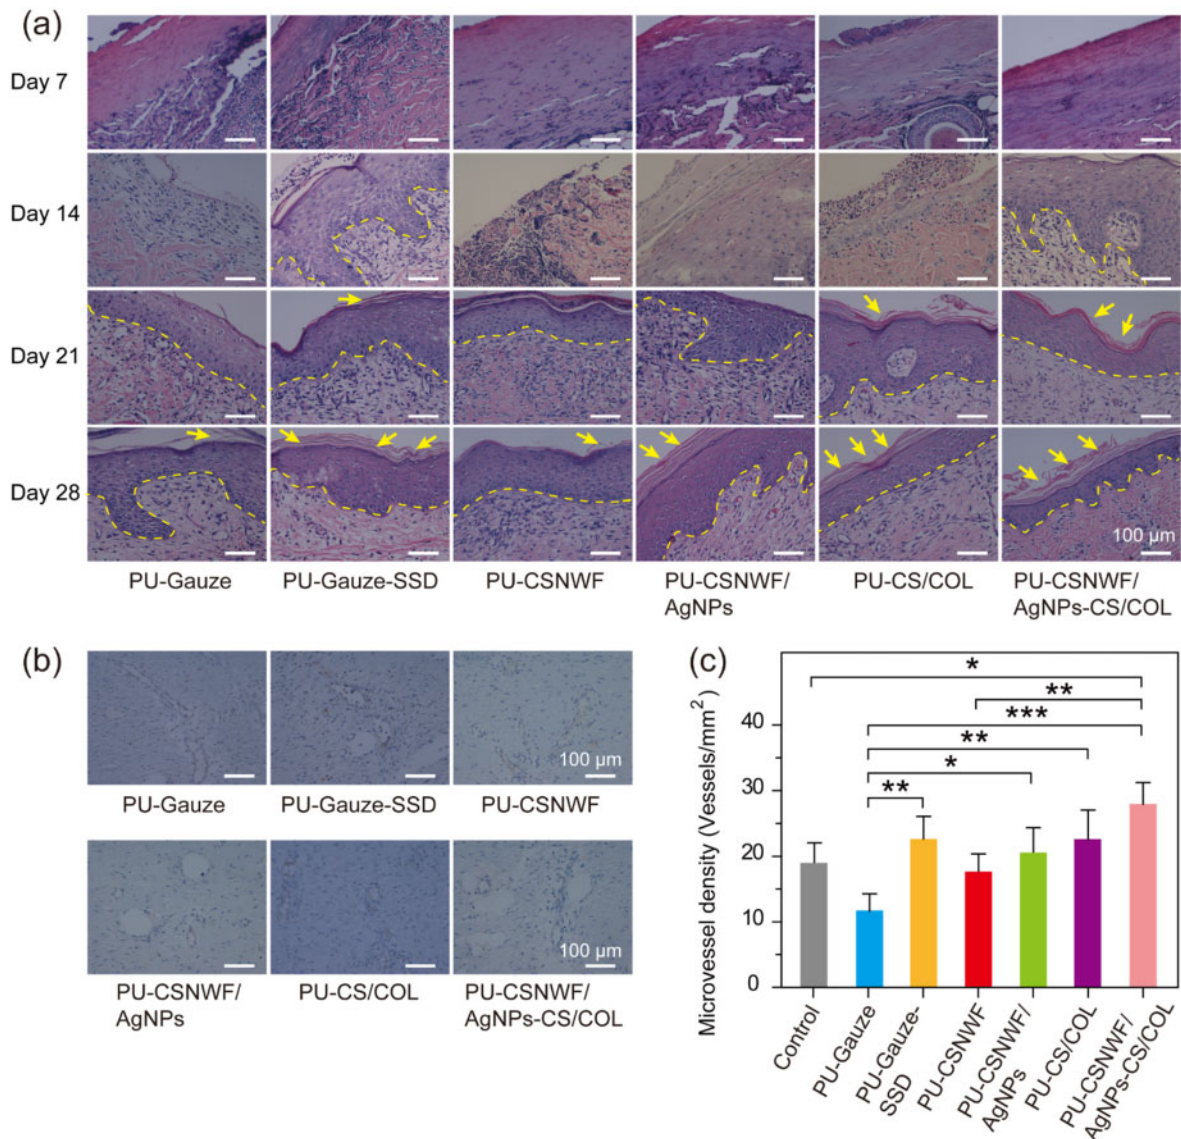 (a)
Day 7
Day 14
Day 21
Day 28
100 µm
PU-Gauze
PU-Gauze-SSD
PU-CSNWF
PU-CSNWF/
AgNPs
PU-CS/COL
PU-CSNWF/
AgNPs-CS/COL
(b)
100 µm
PU-Gauze
PU-Gauze-SSD
PU-CSNWF
100 µm
PU-CSNWF/
AgNPs
PU-CS/COL
PU-CSNWF/
AgNPs-CS/COL
(c)
*
**
***
**
*
**
Microvessel density (Vessels/mm²)
40
30
20
10
0
Control
PU-Gauze
PU-Gauze-
SSD
PU-CSNWF
PU-CSNWF/
AgNPs
PU-CS/COL
PU-CSNWF/
AgNPs-CS/COL